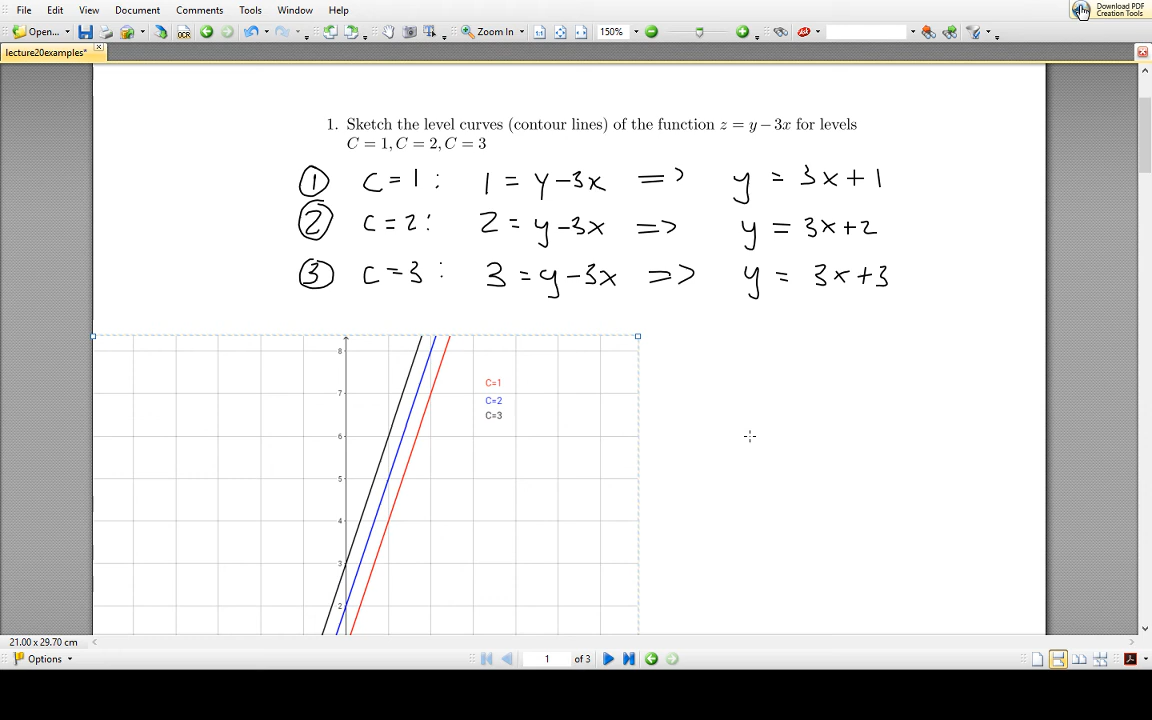 File Edit View Document Comments Tools Window Help
Download PDF
Creation Tools
Open... OCR Zoom In 150%
lecture20examples*
1. Sketch the level curves (contour lines) of the function z = y − 3x for levels
C = 1, C = 2, C = 3
① C=1: 1 = y−3x => y = 3x+1
② C=2: 2 = y−3x => y = 3x+2
③ C=3: 3 = y−3x => y = 3x+3
8
C=1
7
C=2
C=3
6
5
4
3
2
21.00 x 29.70 cm
Options 1 of 3